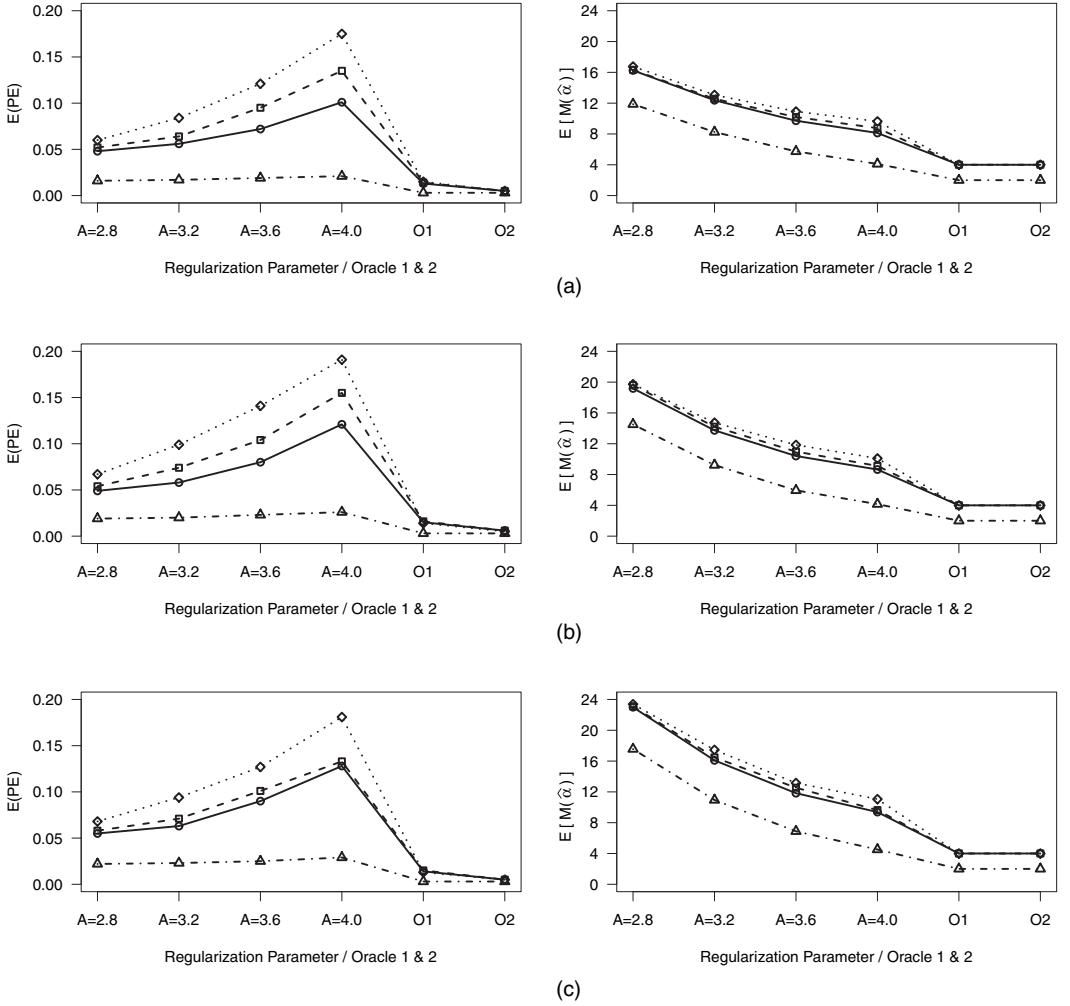 0.20
0.15
0.10
0.05
0.00
E(PE)
A=2.8 A=3.2 A=3.6 A=4.0 O1 O2
Regularization Parameter / Oracle 1 & 2
24
20
16
12
8
4
0
E [ M( α̂ ) ]
A=2.8 A=3.2 A=3.6 A=4.0 O1 O2
Regularization Parameter / Oracle 1 & 2
(a)
0.20
0.15
0.10
0.05
0.00
E(PE)
A=2.8 A=3.2 A=3.6 A=4.0 O1 O2
Regularization Parameter / Oracle 1 & 2
24
20
16
12
8
4
0
E [ M( α̂ ) ]
A=2.8 A=3.2 A=3.6 A=4.0 O1 O2
Regularization Parameter / Oracle 1 & 2
(b)
0.20
0.15
0.10
0.05
0.00
E(PE)
A=2.8 A=3.2 A=3.6 A=4.0 O1 O2
Regularization Parameter / Oracle 1 & 2
24
20
16
12
8
4
0
E [ M( α̂ ) ]
A=2.8 A=3.2 A=3.6 A=4.0 O1 O2
Regularization Parameter / Oracle 1 & 2
(c)